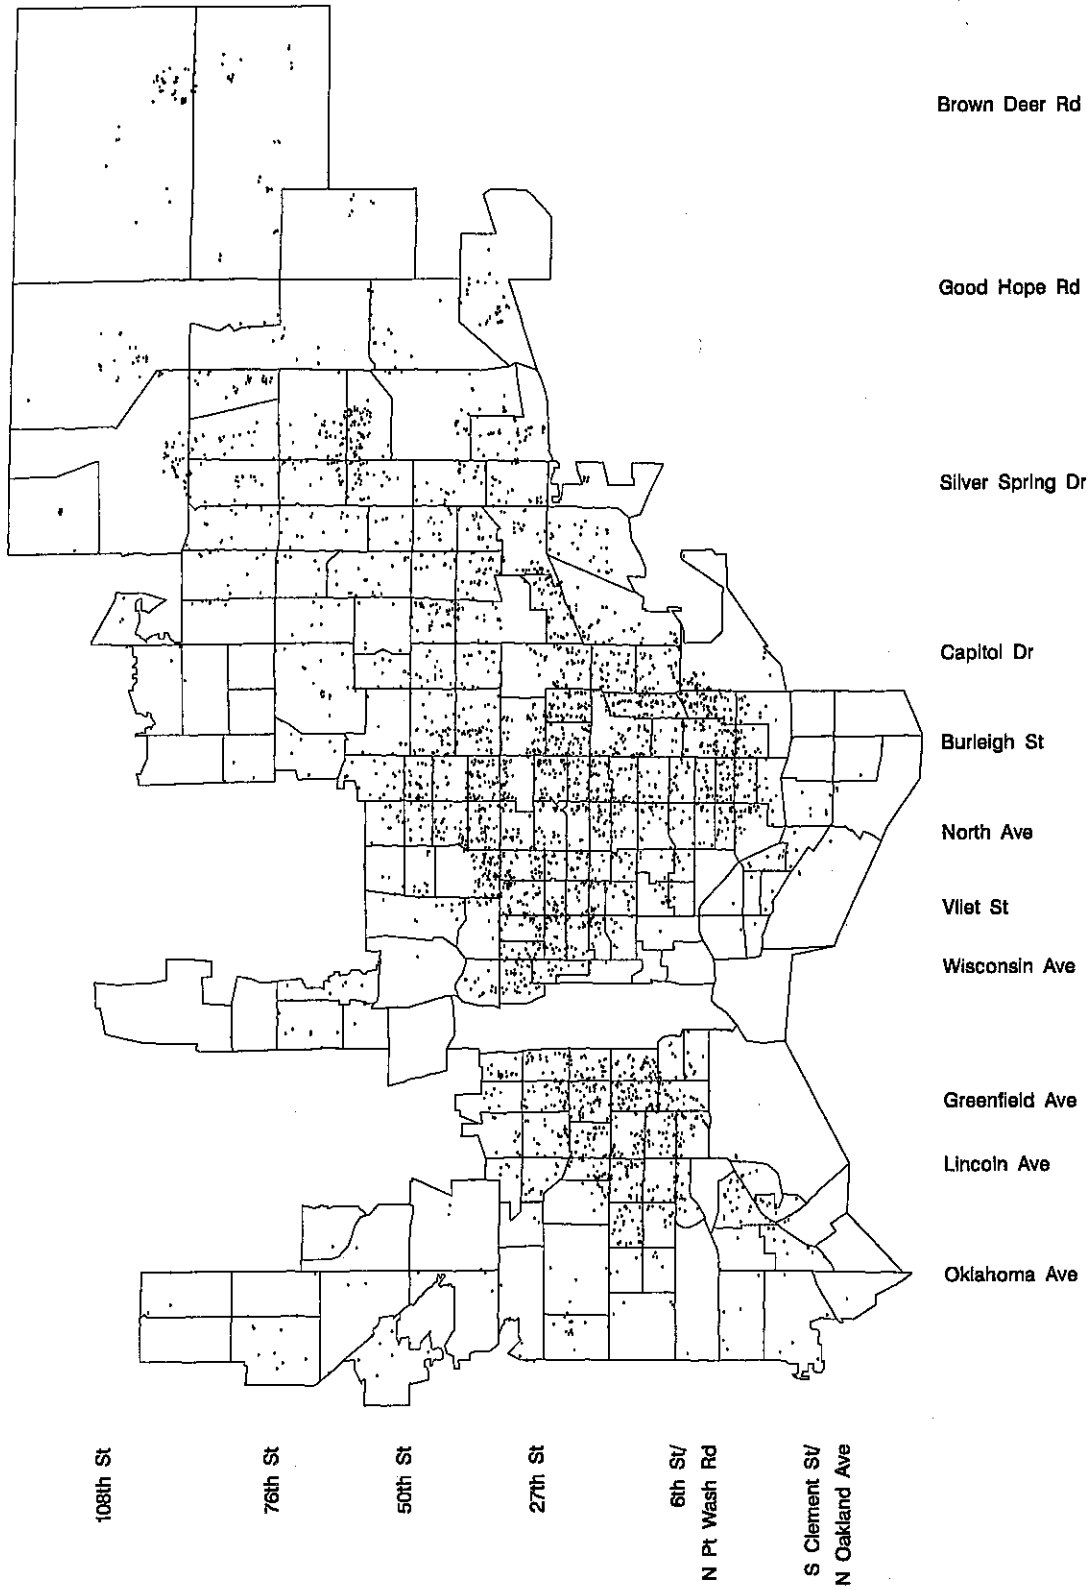 Brown Deer Rd
Good Hope Rd
Silver Spring Dr
Capitol Dr
Burleigh St
North Ave
Vliet St
Wisconsin Ave
Greenfield Ave
Lincoln Ave
Oklahoma Ave
108th St
76th St
50th St
27th St
6th St/
N Pt Wash Rd
S Clement St/
N Oakland Ave